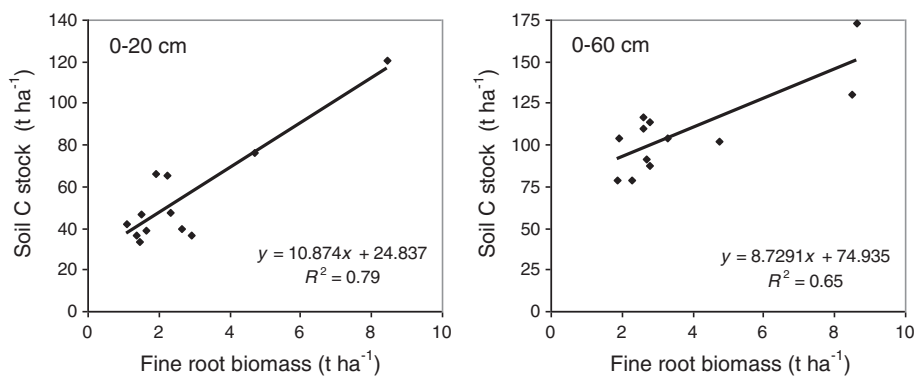 140
120
100
80
60
40
20
0
0-20 cm
y = 10.874x + 24.837
R² = 0.79
0 2 4 6 8 10
Soil C stock (t ha⁻¹)
Fine root biomass (t ha⁻¹)
175
150
125
100
75
50
25
0
0-60 cm
y = 8.7291x + 74.935
R² = 0.65
0 2 4 6 8 10
Soil C stock (t ha⁻¹)
Fine root biomass (t ha⁻¹)